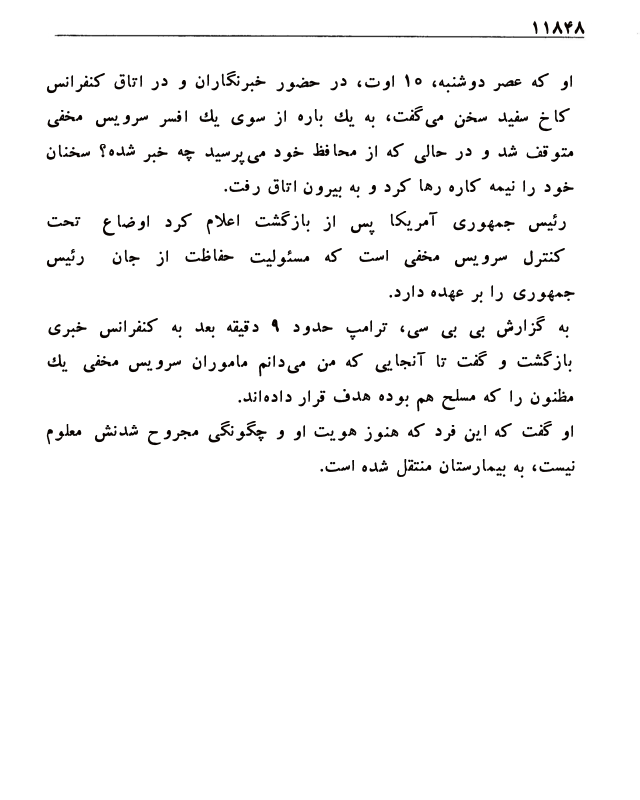 ۱۱۸۴۸
او که عصر دوشنبه، ۱۵ اوت، در حضور خبرنگاران و در اتاق کنفرانس
کاخ سفید سخن می‌گفت، به یك باره از سوی یك افسر سرویس مخفی
متوقف شد و در حالی که از محافظ خود می‌پرسید چه خبر شده؟ سخنان
خود را نیمه کاره رها کرد و به بیرون اتاق رفت.
رئیس جمهوری آمریکا پس از بازگشت اعلام کرد اوضاع تحت
کنترل سرویس مخفی است که مسئولیت حفاظت از جان رئیس
جمهوری را بر عهده دارد.
به گزارش بی بی سی، ترامپ حدود ۹ دقیقه بعد به کنفرانس خبری
بازگشت و گفت تا آنجایی که من می‌دانم ماموران سرویس مخفی یك
مظنون را که مسلح هم بوده هدف قرار داده‌اند.
او گفت که این فرد که هنوز هویت او و چگونگی مجروح شدنش معلوم
نیست، به بیمارستان منتقل شده است.